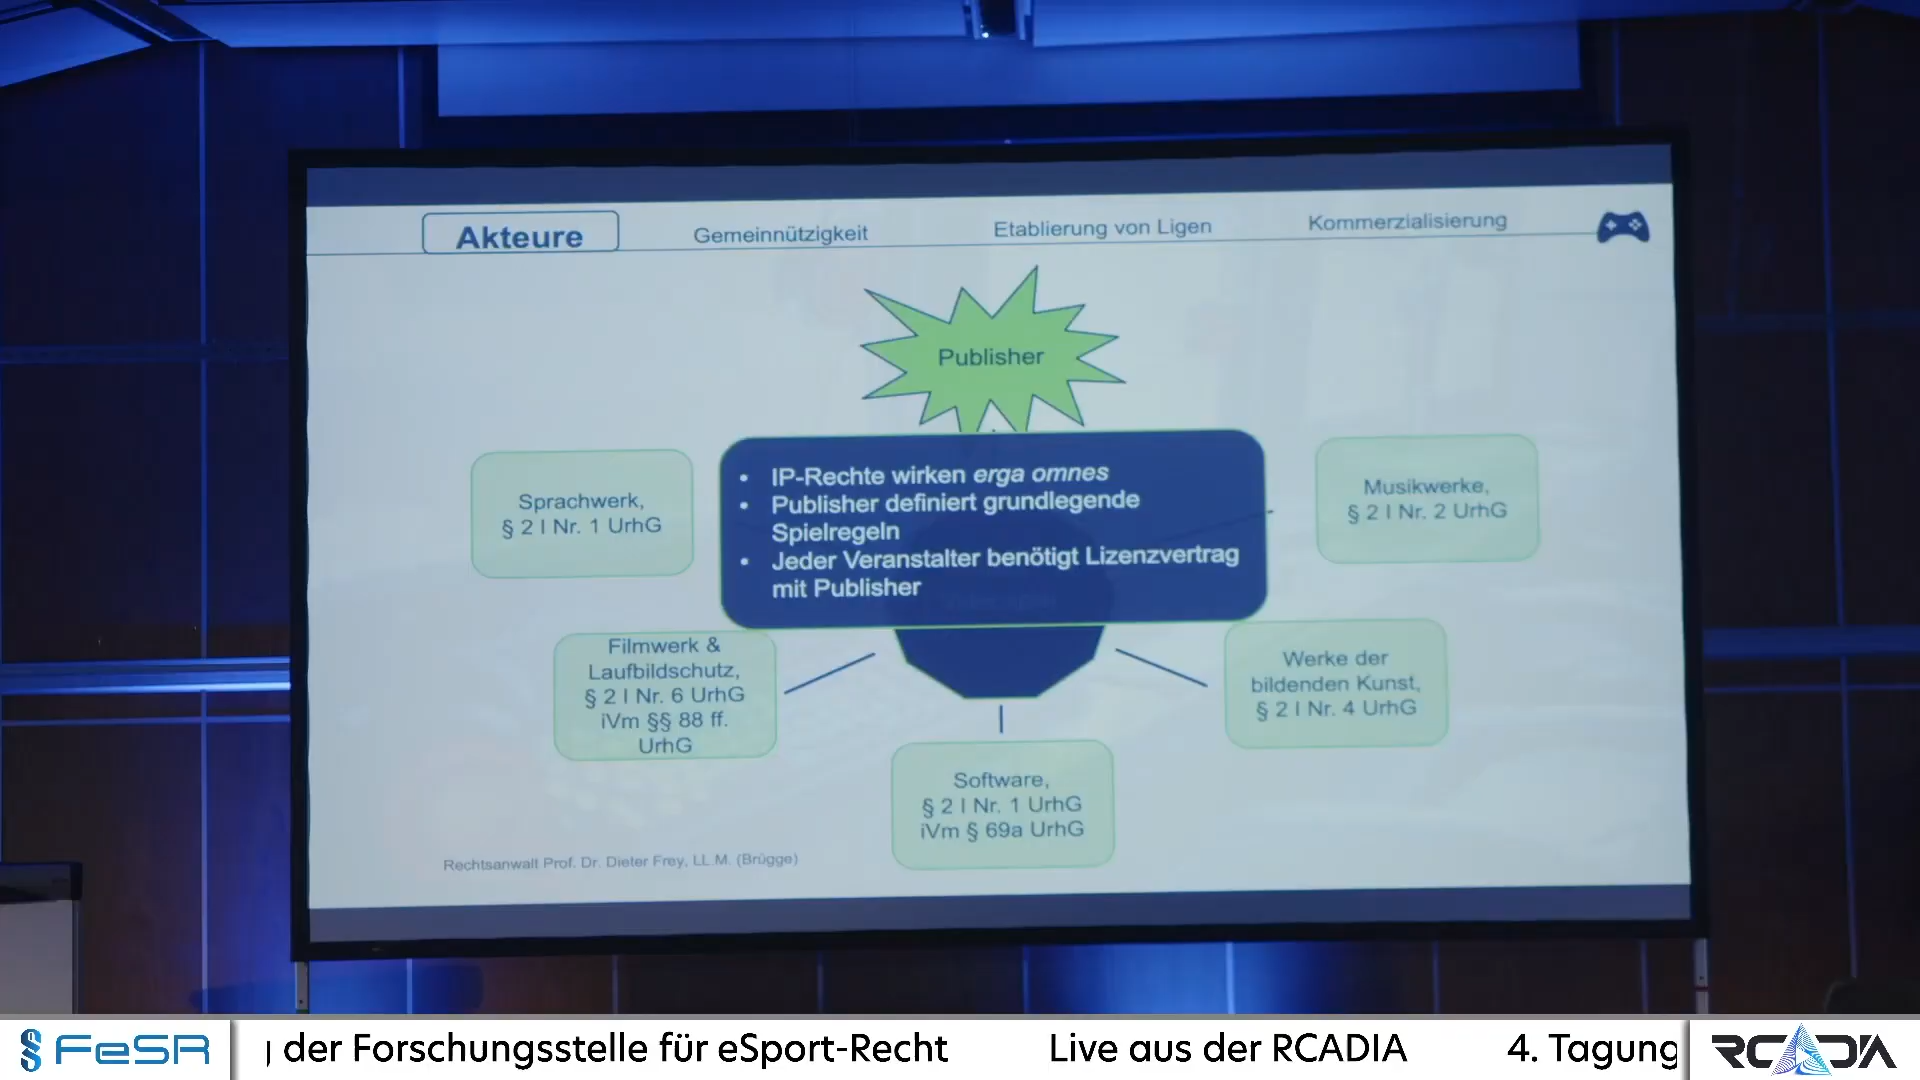 Akteure
Gemeinnützigkeit
Etablierung von Ligen
Kommerzialisierung
Publisher
• IP-Rechte wirken erga omnes
• Publisher definiert grundlegende
Spielregeln
• Jeder Veranstalter benötigt Lizenzvertrag
mit Publisher
Sprachwerk,
§ 2 I Nr. 1 UrhG
Musikwerke,
§ 2 I Nr. 2 UrhG
Filmwerk &
Laufbildschutz,
§ 2 I Nr. 6 UrhG
iVm §§ 88 ff.
UrhG
Werke der
bildenden Kunst,
§ 2 I Nr. 4 UrhG
Software,
§ 2 I Nr. 1 UrhG
iVm § 69a UrhG
Rechtsanwalt Prof. Dr. Dieter Frey, LL.M. (Brügge)
FeSR
der Forschungsstelle für eSport-Recht
Live aus der RCADIA
4. Tagung
RCADIA